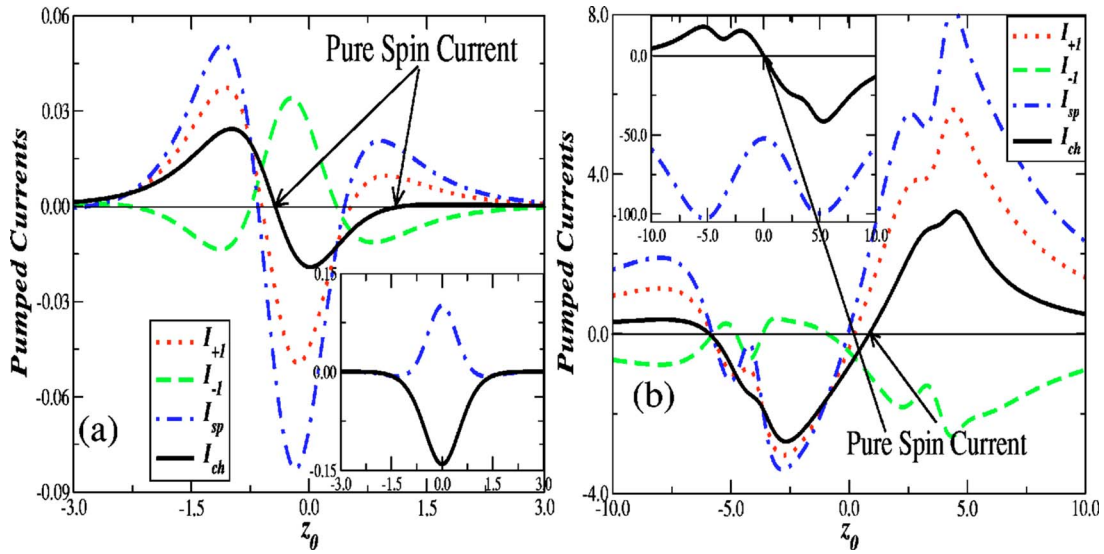 0.06
0.03
0.00
-0.03
-0.06
-0.09
-3.0
-1.5
0.0
1.5
3.0
z0
Pumped Currents
Pure Spin Current
(a)
I+1
I-1
Isp
Ich
0.15
0.00
-0.15
-3.0
-1.5
0.0
1.5
3.0
8.0
4.0
0.0
-4.0
-10.0
-5.0
0.0
5.0
10.0
z0
Pumped Currents
Pure Spin Current
(b)
I+1
I-1
Isp
Ich
0.0
-50.0
-100.0
-10.0
-5.0
0.0
5.0
10.0